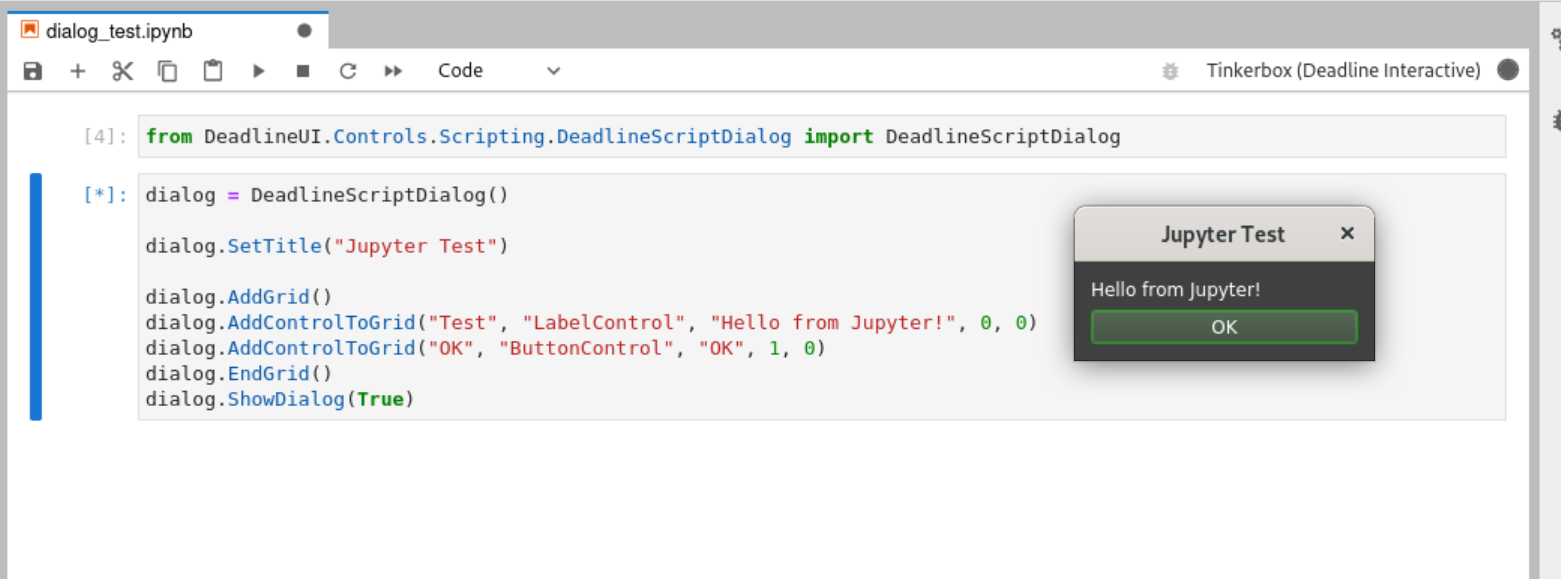 dialog_test.ipynb
Code
Tinkerbox (Deadline Interactive)
[4]: from DeadlineUI.Controls.Scripting.DeadlineScriptDialog import DeadlineScriptDialog
[*]: dialog = DeadlineScriptDialog()
dialog.SetTitle("Jupyter Test")
dialog.AddGrid()
dialog.AddControlToGrid("Test", "LabelControl", "Hello from Jupyter!", 0, 0)
dialog.AddControlToGrid("OK", "ButtonControl", "OK", 1, 0)
dialog.EndGrid()
dialog.ShowDialog(True)
Jupyter Test
Hello from Jupyter!
OK